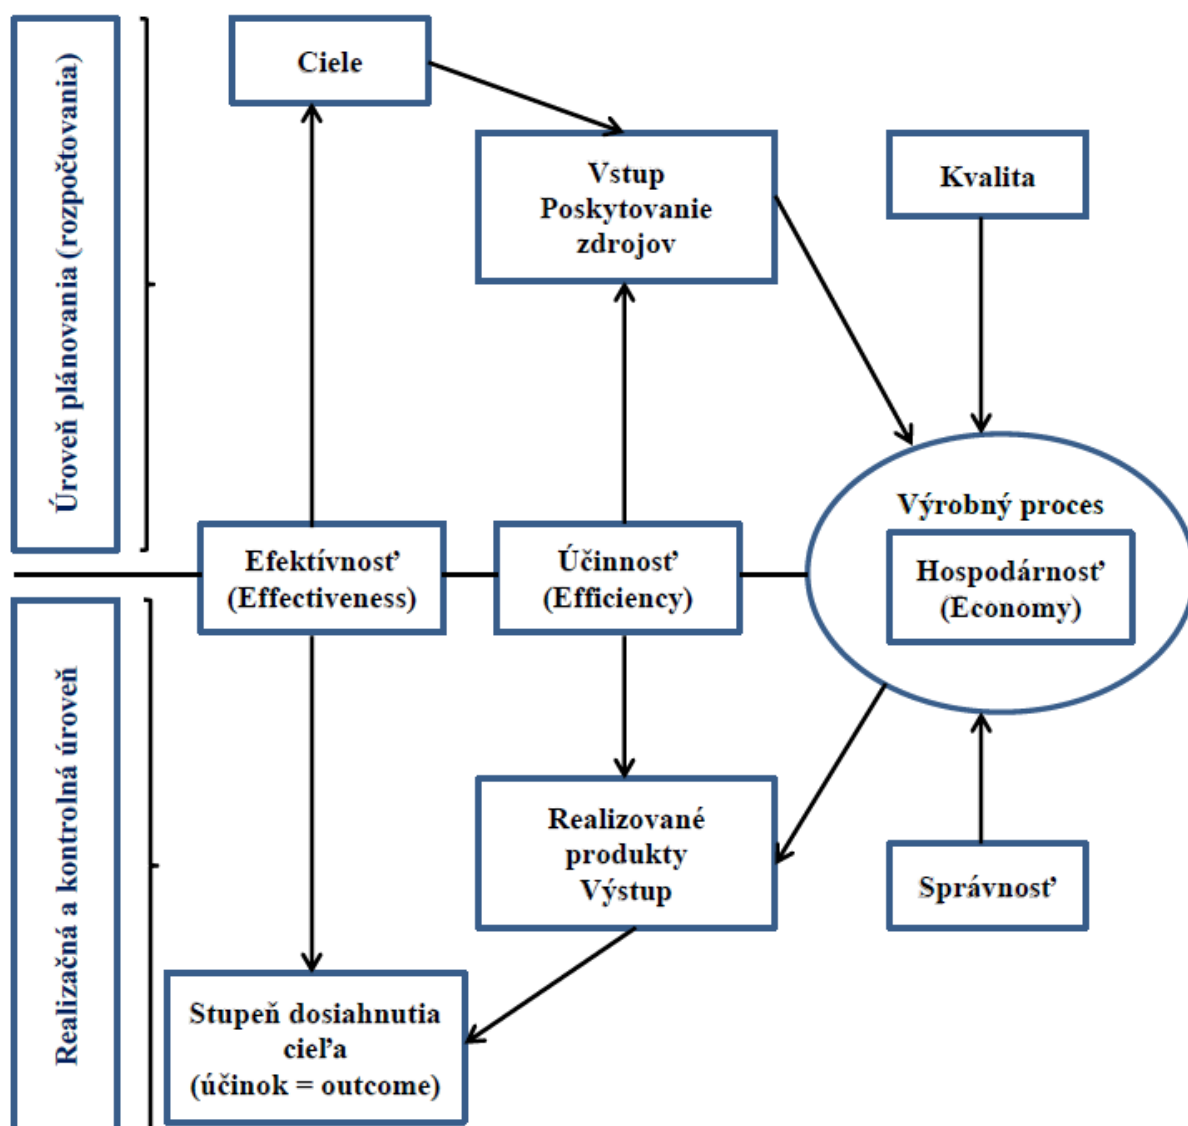 Úroveň plánovania (rozpočtovania)
Ciele
Vstup
Poskytovanie
zdrojov
Kvalita
Výrobný proces
Hospodárnosť
(Economy)
Efektívnosť
(Effectiveness)
Účinnosť
(Efficiency)
Realizačná a kontrolná úroveň
Realizované
produkty
Výstup
Správnosť
Stupeň dosiahnutia
cieľa
(účinok = outcome)